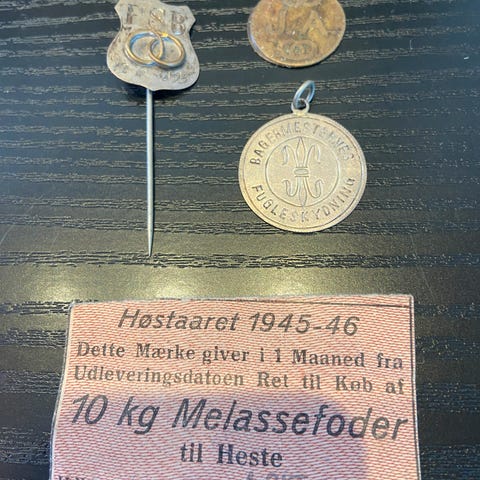 FSB
BAGERMESTERNES
FUGLESKYDNING
Høstaaret 1945-46
Dette Mærke giver i 1 Maaned fra
Udleveringsdatoen Ret til Køb af
10 kg Melassefoder
til Heste